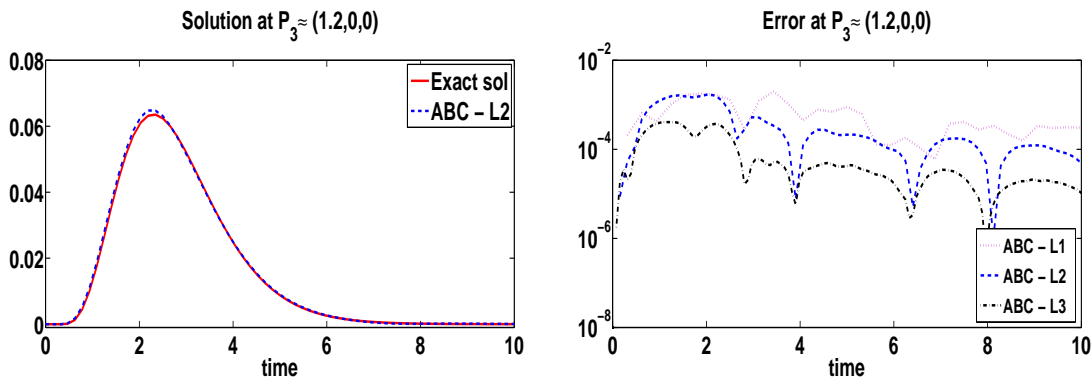 Solution at P3≈ (1.2,0,0)
0.08
0.06
0.04
0.02
0
0 2 4 6 8 10
time
Exact sol
ABC – L2
Error at P3≈ (1.2,0,0)
10^−2
10^−4
10^−6
10^−8
0 2 4 6 8 10
time
ABC – L1
ABC – L2
ABC – L3